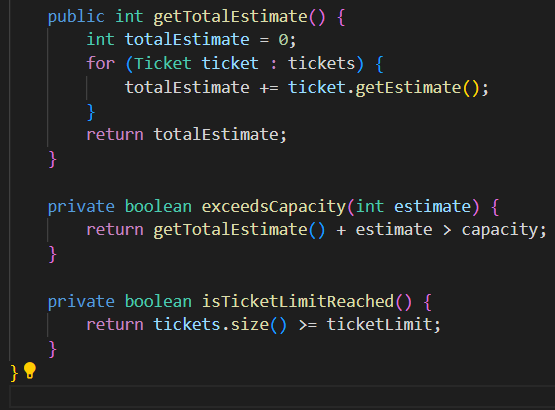 public int getTotalEstimate() {
int totalEstimate = 0;
for (Ticket ticket : tickets) {
totalEstimate += ticket.getEstimate();
}
return totalEstimate;
}
private boolean exceedsCapacity(int estimate) {
return getTotalEstimate() + estimate > capacity;
}
private boolean isTicketLimitReached() {
return tickets.size() >= ticketLimit;
}
}